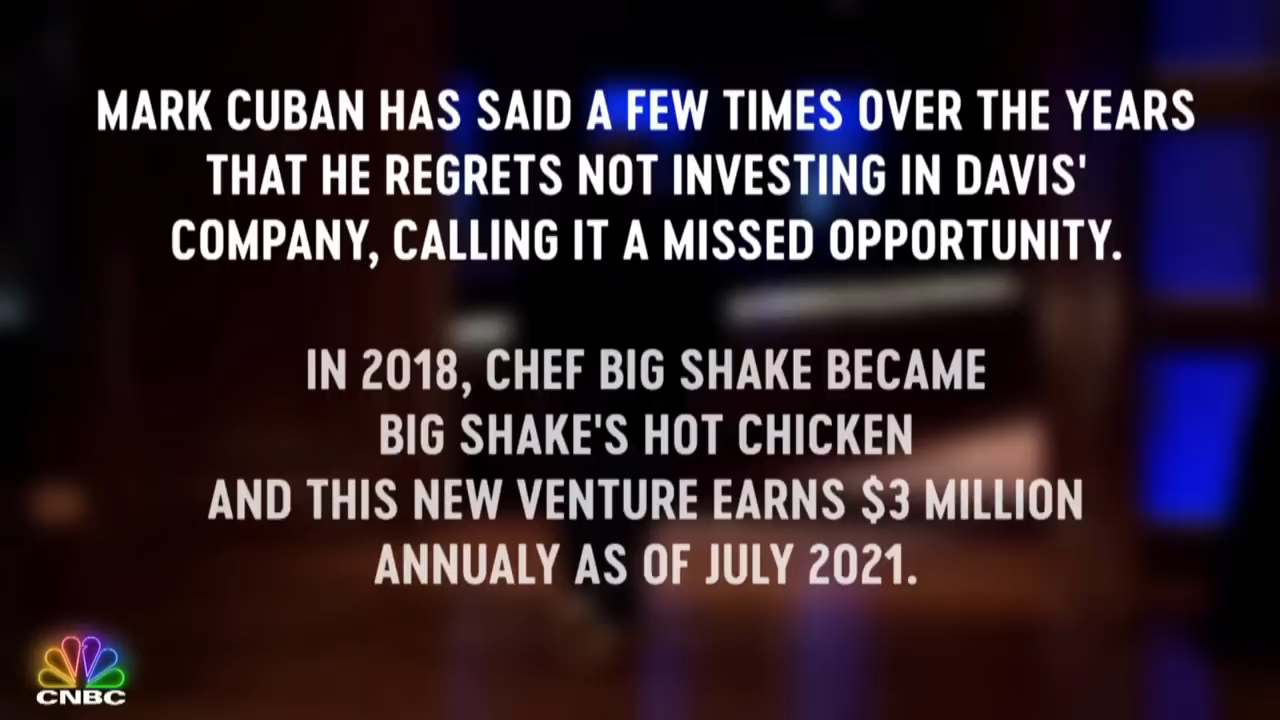 MARK CUBAN HAS SAID A FEW TIMES OVER THE YEARS
THAT HE REGRETS NOT INVESTING IN DAVIS'
COMPANY, CALLING IT A MISSED OPPORTUNITY.
IN 2018, CHEF BIG SHAKE BECAME
BIG SHAKE'S HOT CHICKEN
AND THIS NEW VENTURE EARNS $3 MILLION
ANNUALY AS OF JULY 2021.
CNBC